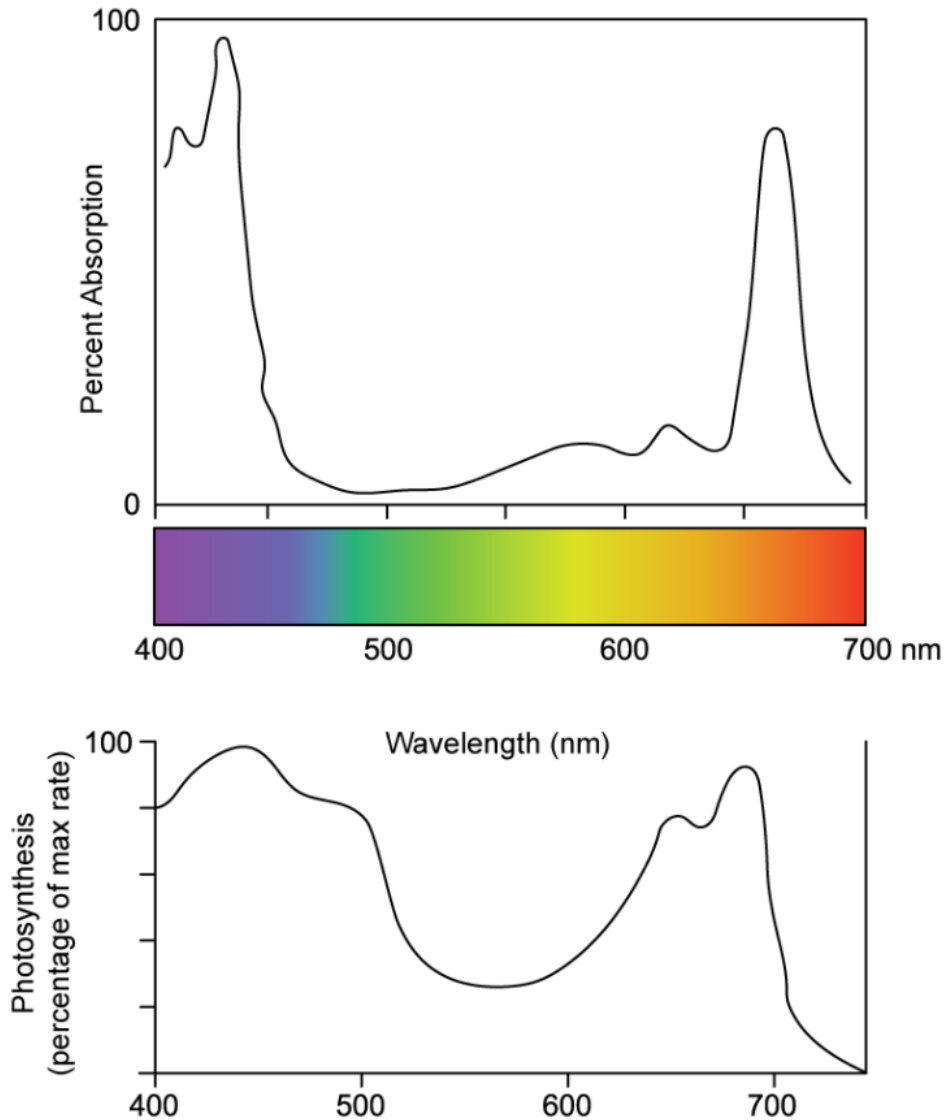 100
Percent Absorption
0
400 500 600 700 nm
Wavelength (nm)
100
Photosynthesis
(percentage of max rate)
400 500 600 700